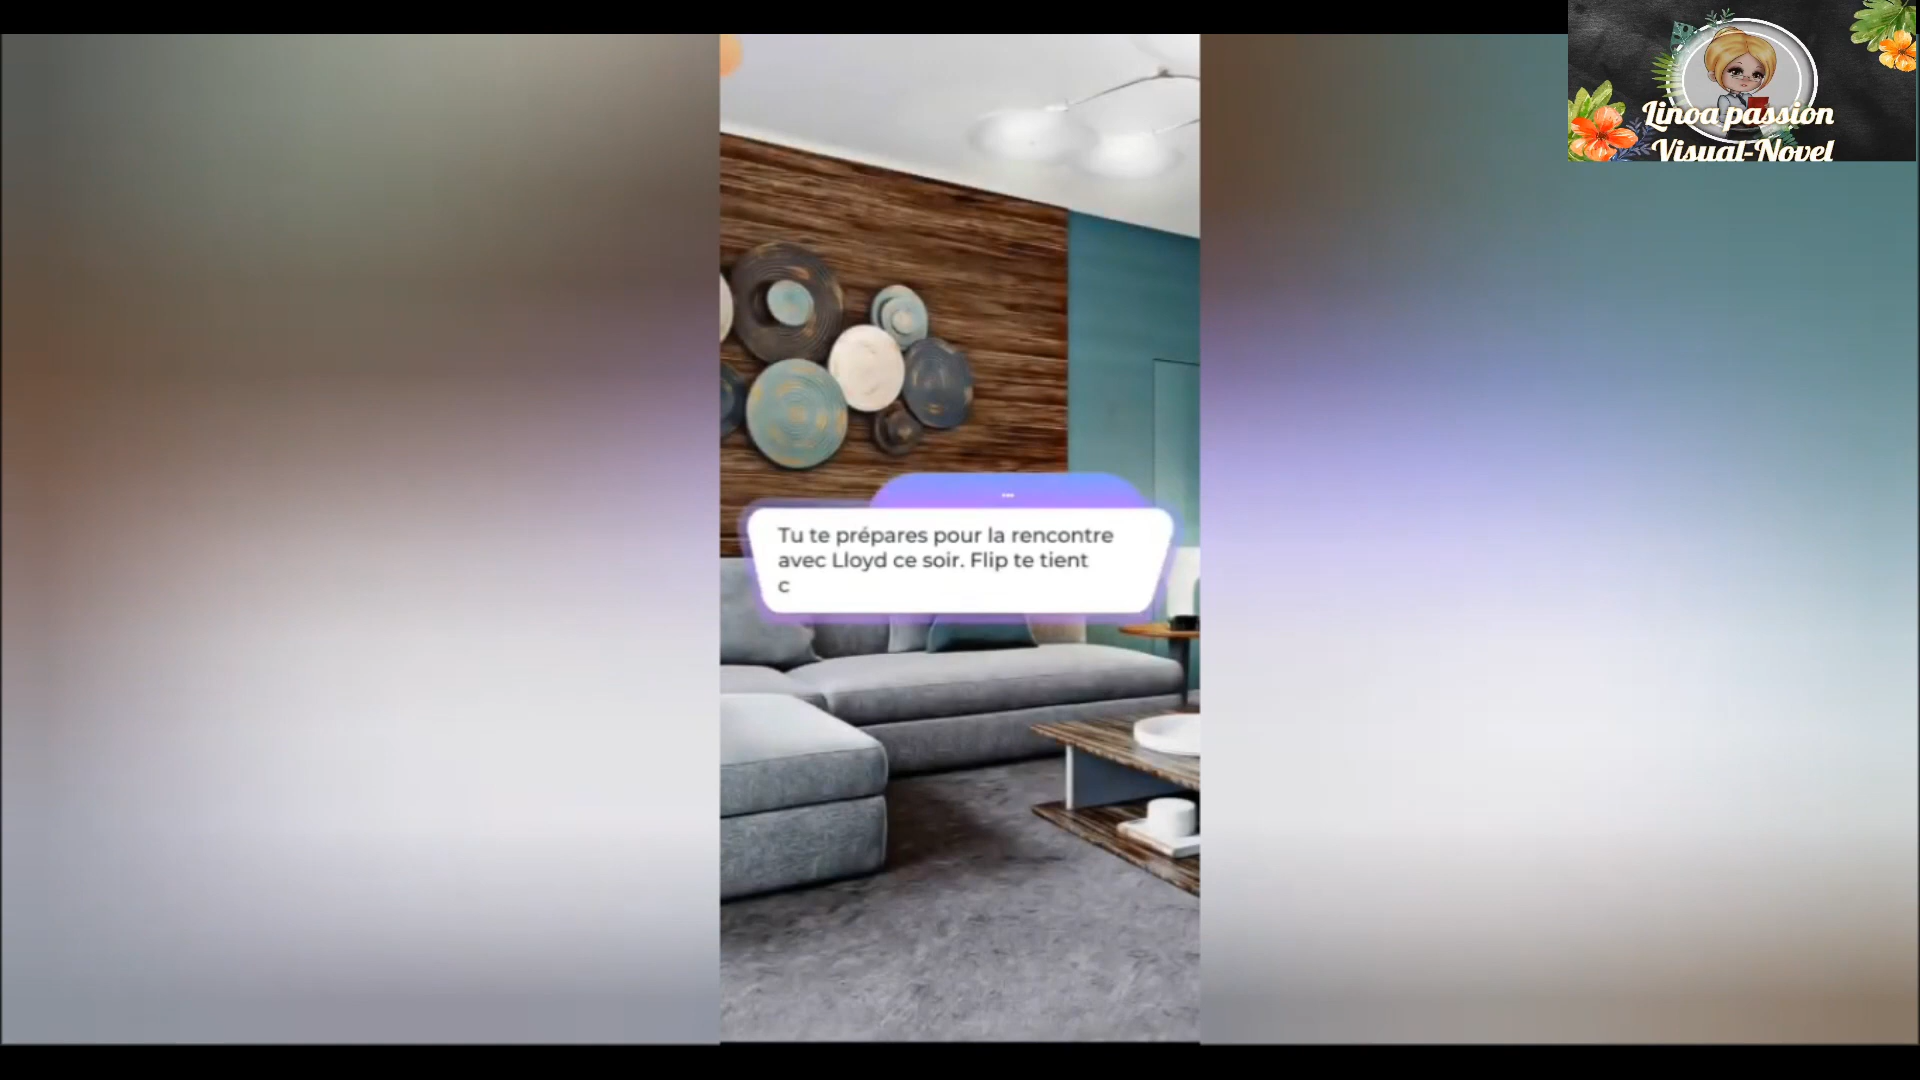 Linoa passion
Visual-Novel
...
Tu te prépares pour la rencontre
avec Lloyd ce soir. Flip te tient
c